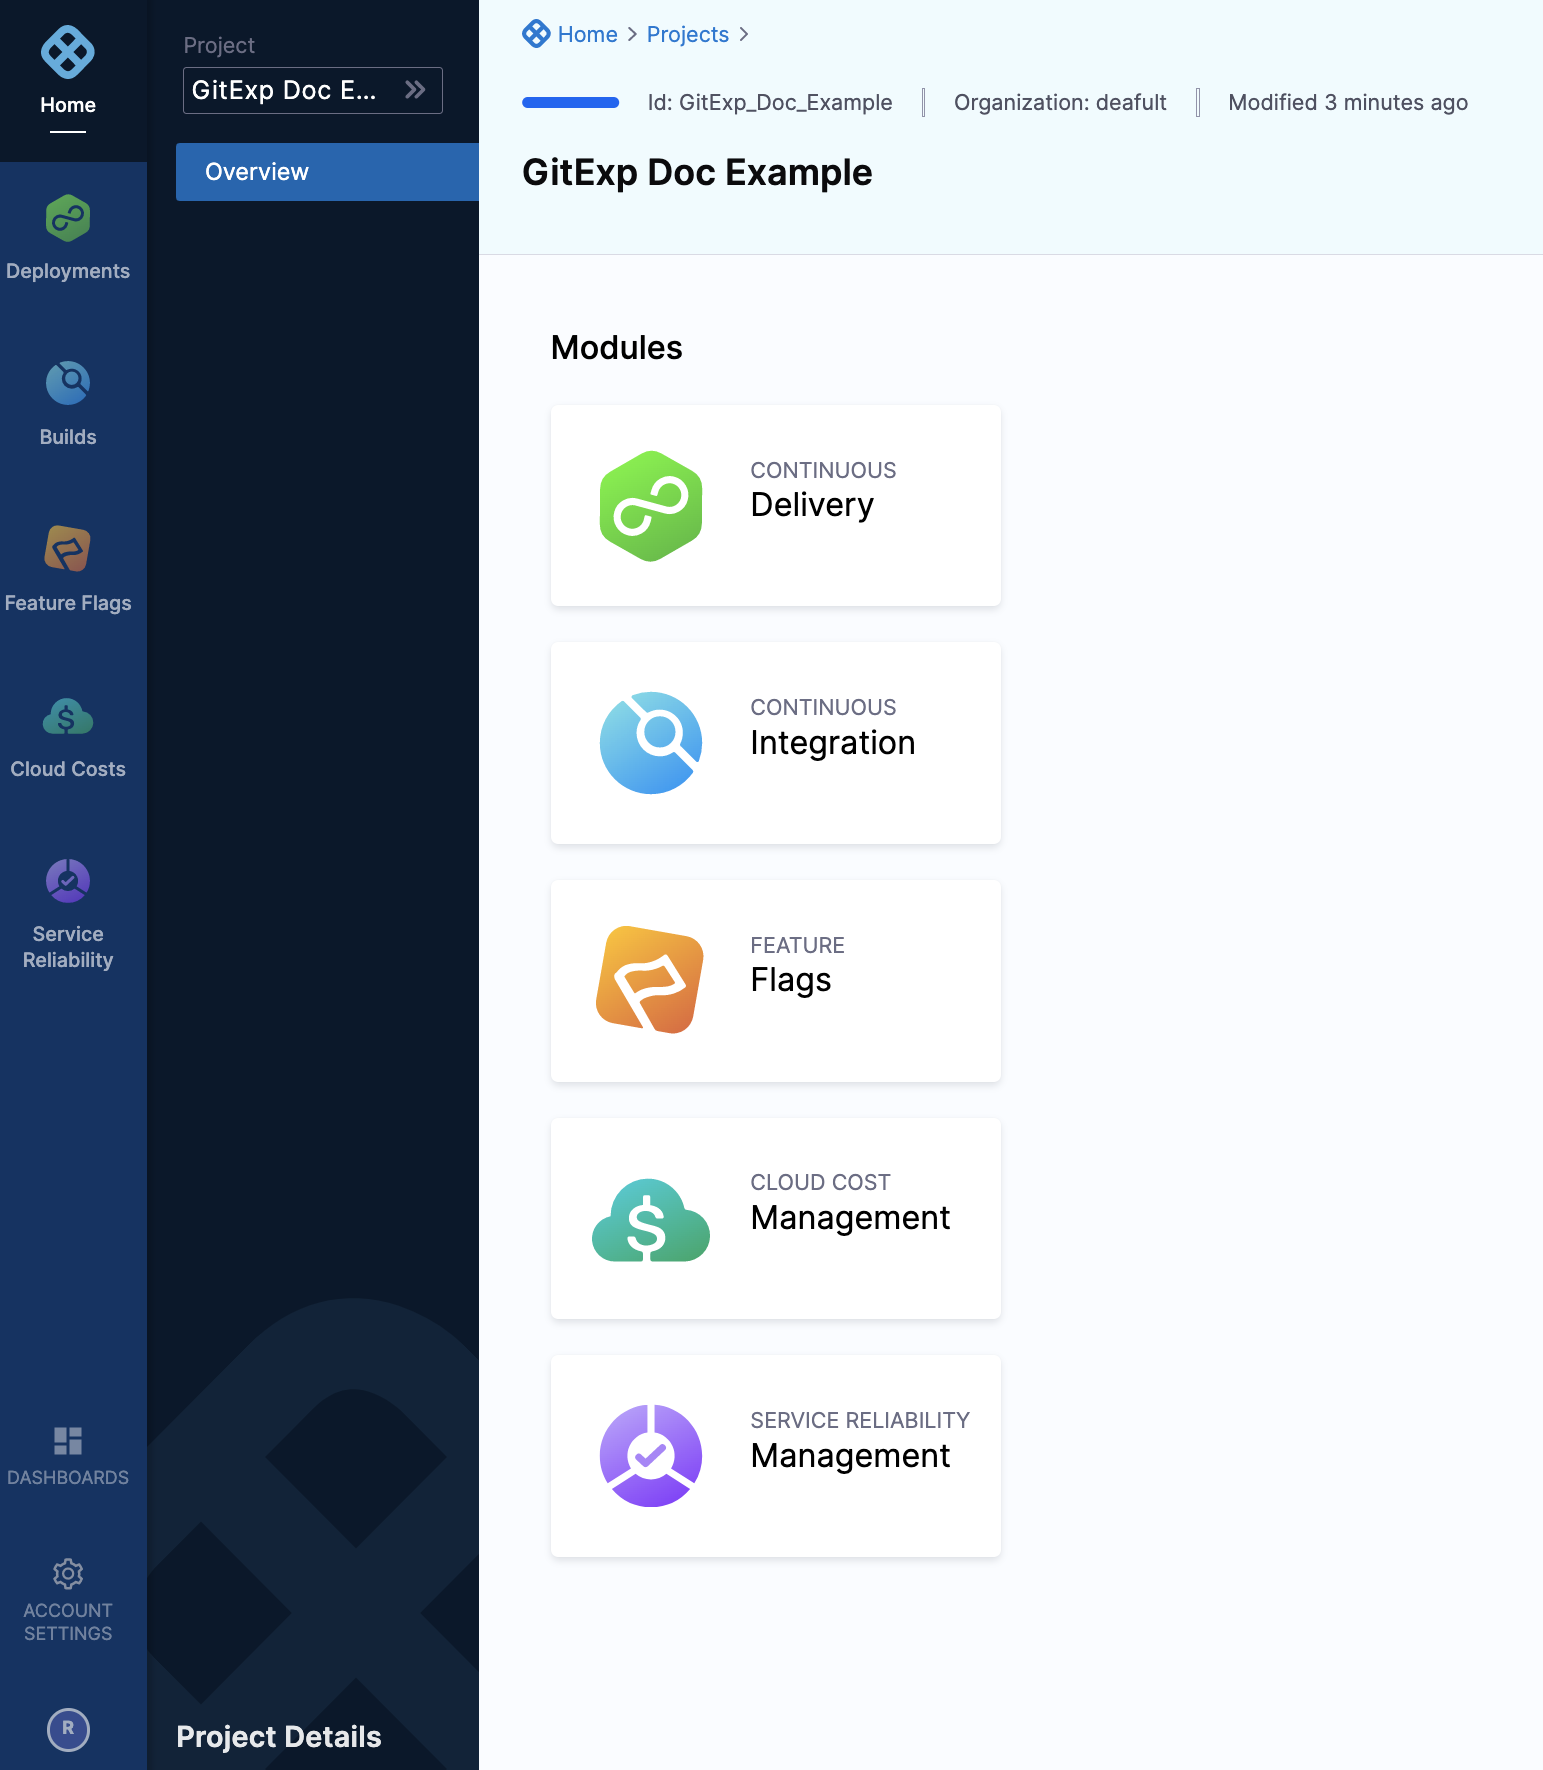 Home
Deployments
Builds
Feature Flags
Cloud Costs
Service
Reliability
DASHBOARDS
ACCOUNT
SETTINGS
R
Project
GitExp Doc E...
Overview
Project Details
Home > Projects >
Id: GitExp_Doc_Example
Organization: deafult
Modified 3 minutes ago
GitExp Doc Example
Modules
CONTINUOUS
Delivery
CONTINUOUS
Integration
FEATURE
Flags
CLOUD COST
Management
SERVICE RELIABILITY
Management